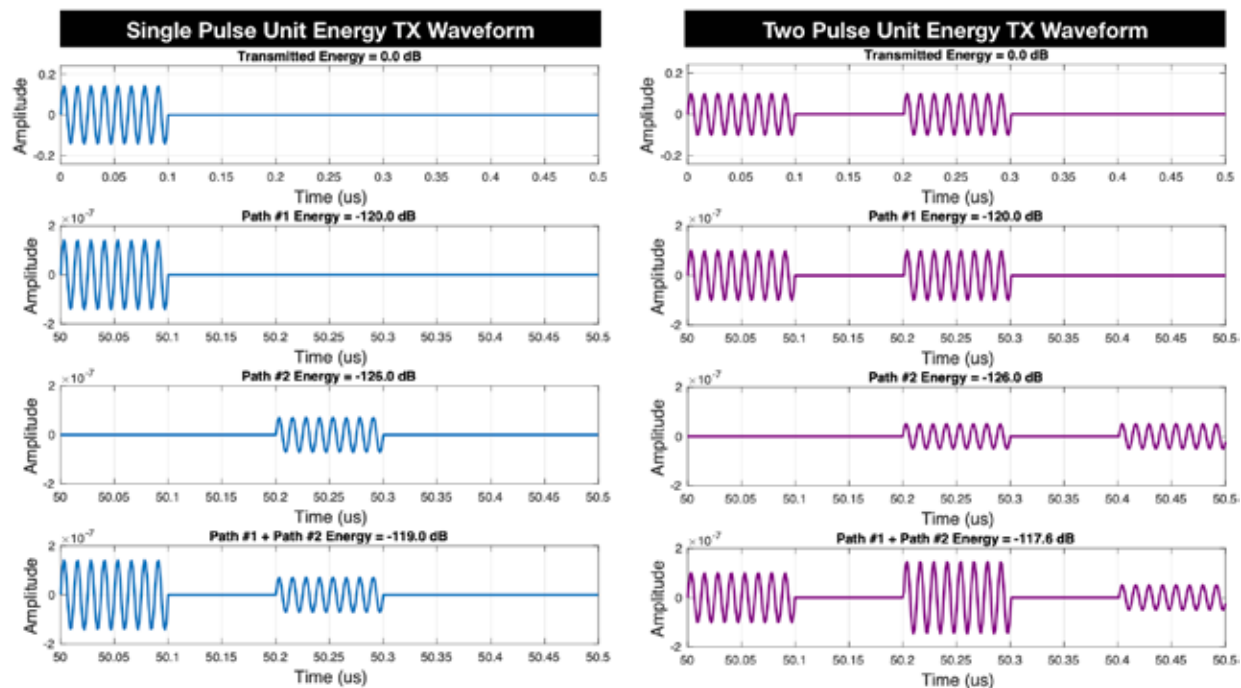 Single Pulse Unit Energy TX Waveform
Transmitted Energy = 0.0 dB
0.2
0
-0.2
Amplitude
0 0.05 0.1 0.15 0.2 0.25 0.3 0.35 0.4 0.45 0.5
Time (us)
×10⁻⁷
Path #1 Energy = -120.0 dB
2
0
-2
Amplitude
50 50.05 50.1 50.15 50.2 50.25 50.3 50.35 50.4 50.45 50.5
Time (us)
×10⁻⁷
Path #2 Energy = -126.0 dB
2
0
-2
Amplitude
50 50.05 50.1 50.15 50.2 50.25 50.3 50.35 50.4 50.45 50.5
Time (us)
×10⁻⁷
Path #1 + Path #2 Energy = -119.0 dB
2
0
-2
Amplitude
50 50.05 50.1 50.15 50.2 50.25 50.3 50.35 50.4 50.45 50.5
Time (us)
Two Pulse Unit Energy TX Waveform
Transmitted Energy = 0.0 dB
0.2
0
-0.2
Amplitude
0 0.05 0.1 0.15 0.2 0.25 0.3 0.35 0.4 0.45 0.5
Time (us)
×10⁻⁷
Path #1 Energy = -120.0 dB
2
0
-2
Amplitude
50 50.05 50.1 50.15 50.2 50.25 50.3 50.35 50.4 50.45 50.5
Time (us)
×10⁻⁷
Path #2 Energy = -126.0 dB
2
0
-2
Amplitude
50 50.05 50.1 50.15 50.2 50.25 50.3 50.35 50.4 50.45 50.5
Time (us)
×10⁻⁷
Path #1 + Path #2 Energy = -117.6 dB
2
0
-2
Amplitude
50 50.05 50.1 50.15 50.2 50.25 50.3 50.35 50.4 50.45 50.5
Time (us)